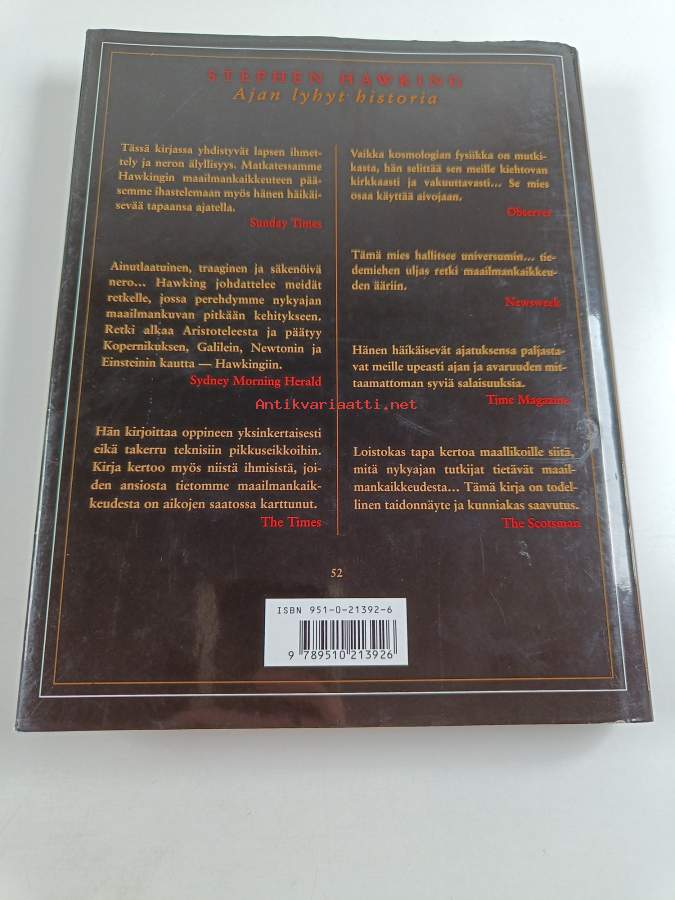 STEPHEN HAWKING
Ajan lyhyt historia
Tässä kirjassa yhdistyvät lapsen ihmet-
tely ja neron älyllisyys. Matkatessamme
Hawkingin maailmankaikkeuteen pää-
semme ihastelemaan myös hänen häikäi-
sevää tapaansa ajatella.
Sunday Times
Ainutlaatuinen, traaginen ja säkenöivä
nero... Hawking johdattelee meidät
retkelle, jossa perehdymme nykyajan
maailmankuvan pitkään kehitykseen.
Retki alkaa Aristoteleesta ja päätyy
Kopernikuksen, Galilein, Newtonin ja
Einsteinin kautta — Hawkingiin.
Sydney Morning Herald
Hän kirjoittaa oppineen yksinkertaisesti
eikä takerru teknisiin pikkuseikkoihin.
Kirja kertoo myös niistä ihmisistä, joi-
den ansiosta tietomme maailmankaik-
keudesta on aikojen saatossa karttunut.
The Times
Vaikka kosmologian fysiikka on mutki-
kasta, hän selittää sen meille kiehtovan
kirkkaasti ja vakuuttavasti... Se mies
osaa käyttää aivojaan.
Observer
Tämä mies hallitsee universumin... tie-
demiehen uljas retki maailmankaikkeu-
den ääriin.
Newsweek
Hänen häikäisevät ajatuksensa paljasta-
vat meille upeasti ajan ja avaruuden mit-
taamattoman syviä salaisuuksia.
Time Magazine
Loistokas tapa kertoa maallikoille siitä,
mitä nykyajan tutkijat tietävät maail-
mankaikkeudesta... Tämä kirja on todel-
linen taidonnäyte ja kunniakas saavutus.
The Scotsman
Antikvariaatti.net
52
ISBN 951-0-21392-6
9 789510 213926